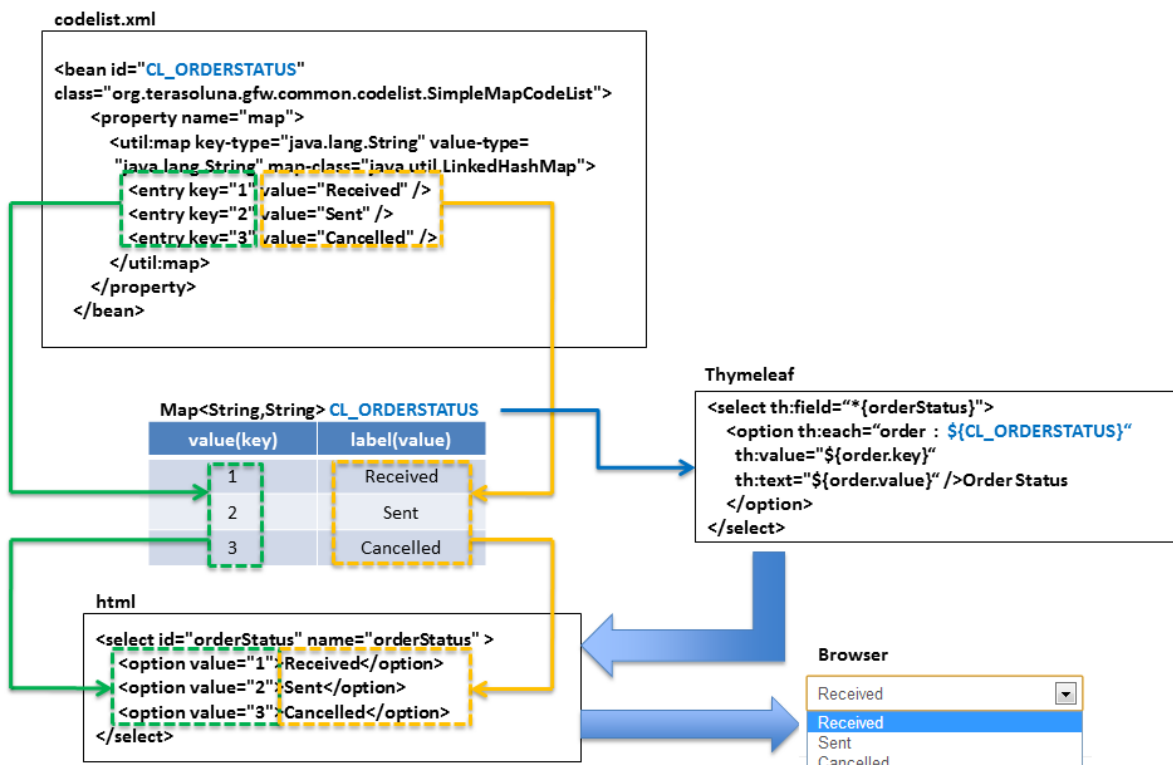 codelist.xml
<bean id="CL_ORDERSTATUS"
class="org.terasoluna.gfw.common.codelist.SimpleMapCodeList">
<property name="map">
<util:map key-type="java.lang.String" value-type=
"java.lang.String" map-class="java.util.LinkedHashMap">
<entry key="1" value="Received" />
<entry key="2" value="Sent" />
<entry key="3" value="Cancelled" />
</util:map>
</property>
</bean>
Map<String,String> CL_ORDERSTATUS
value(key) label(value)
1 Received
2 Sent
3 Cancelled
Thymeleaf
<select th:field=“*{orderStatus}">
<option th:each=“order : ${CL_ORDERSTATUS}“
th:value="${order.key}“
th:text="${order.value}“ />Order Status
</option>
</select>
html
<select id="orderStatus" name="orderStatus" >
<option value="1">Received</option>
<option value="2">Sent</option>
<option value="3">Cancelled</option>
</select>
Browser
Received
Received
Sent
Cancelled